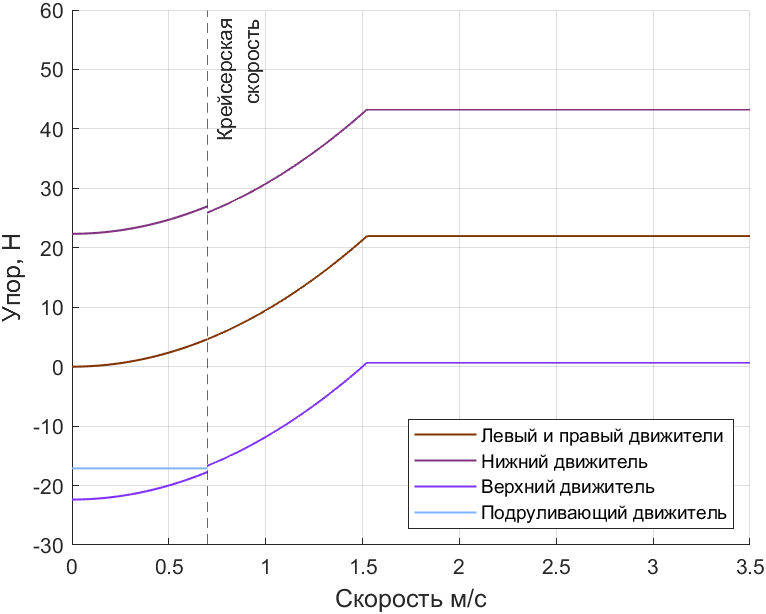 60
50
40
30
20
10
0
-10
-20
-30
Упор, Н
Крейсерская
скорость
Левый и правый движители
Нижний движитель
Верхний движитель
Подруливающий движитель
0 0.5 1 1.5 2 2.5 3 3.5
Скорость м/с